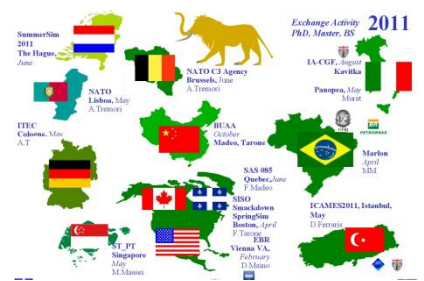 Exchange Activity
PhD, Master, BS
2011
SummerSim
2011
The Hague,
June
NATO C3 Agency
Brussels, June
A.Tremori
IA-CGF, August
Kavitka
Panopea, May
Murat
NATO
Lisboa, May
A.Tremori
BUAA
October
Madeo, Tarone
PETROBRAS
ITEC
Cologne, May
A.T
Marlon
April
MM
SAS 085
Quebec, June
F.Madeo
SISO
Smackdown
SpringSim
Boston, April
F.Tarone
EBR
Vienna VA,
February
ICAMES2011, Istanbul,
May
D.Ferraris
ST_PT
Singapore
May
M.Massei